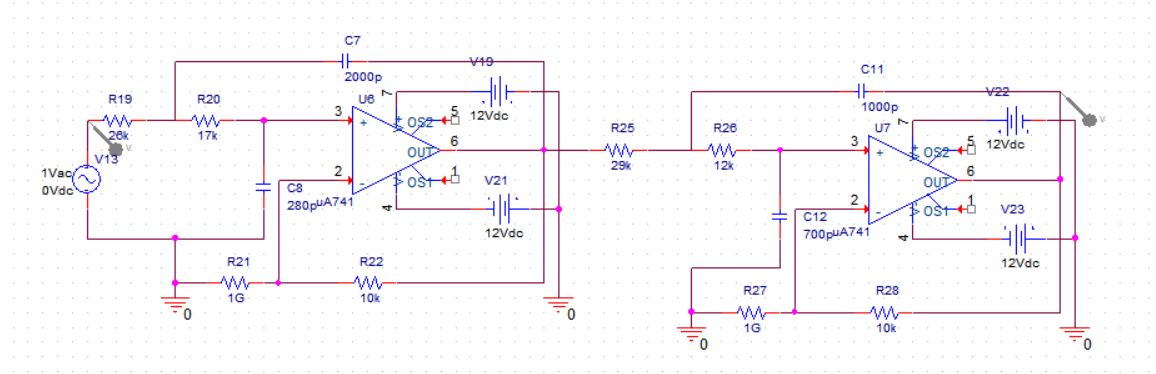 C7
2000p
V19
12Vdc
R19
26k
R20
17k
U6
3
+
2
-
7
+
V
OS2
5
OUT
6
OS1
1
V
-
4
uA741
C8
280p
V13
1Vac
0Vdc
V21
12Vdc
R21
1G
R22
10k
0
0
R25
29k
R26
12k
C11
1000p
V22
12Vdc
U7
3
+
2
-
7
+
V
OS2
5
OUT
6
OS1
1
V
-
4
uA741
C12
700p
V23
12Vdc
R27
1G
R28
10k
0
0
V
V